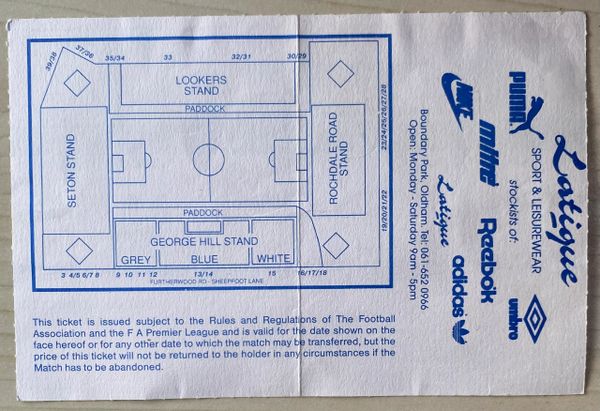 37/38
39/38
35/34
33
32/31
30/29
LOOKERS
STAND
PADDOCK
SETON STAND
ROCHDALE ROAD
STAND
23/24/25/26/27/28
19/20/21/22
PADDOCK
GEORGE HILL STAND
GREY
BLUE
WHITE
3 4/5/6/7 8
9 10 11 12
13/14
15
16/17/18
FURTHERWOOD RD - SHEEPFOOT LANE
This ticket is issued subject to the Rules and Regulations of The Football
Association and the F A Premier League and is valid for the date shown on
the face hereof or for any other date to which the match may be transferred, but the
price of this ticket will not be returned to the holder in any circumstances if the
Match has to be abandoned.
Latique
SPORT & LEISUREWEAR
stockists of:
PUMA
mitre
Reebok
umbro
NIKE
Latique
adidas
Boundary Park, Oldham. Tel: 061-652 0966
Open: Monday - Saturday 9am - 5pm